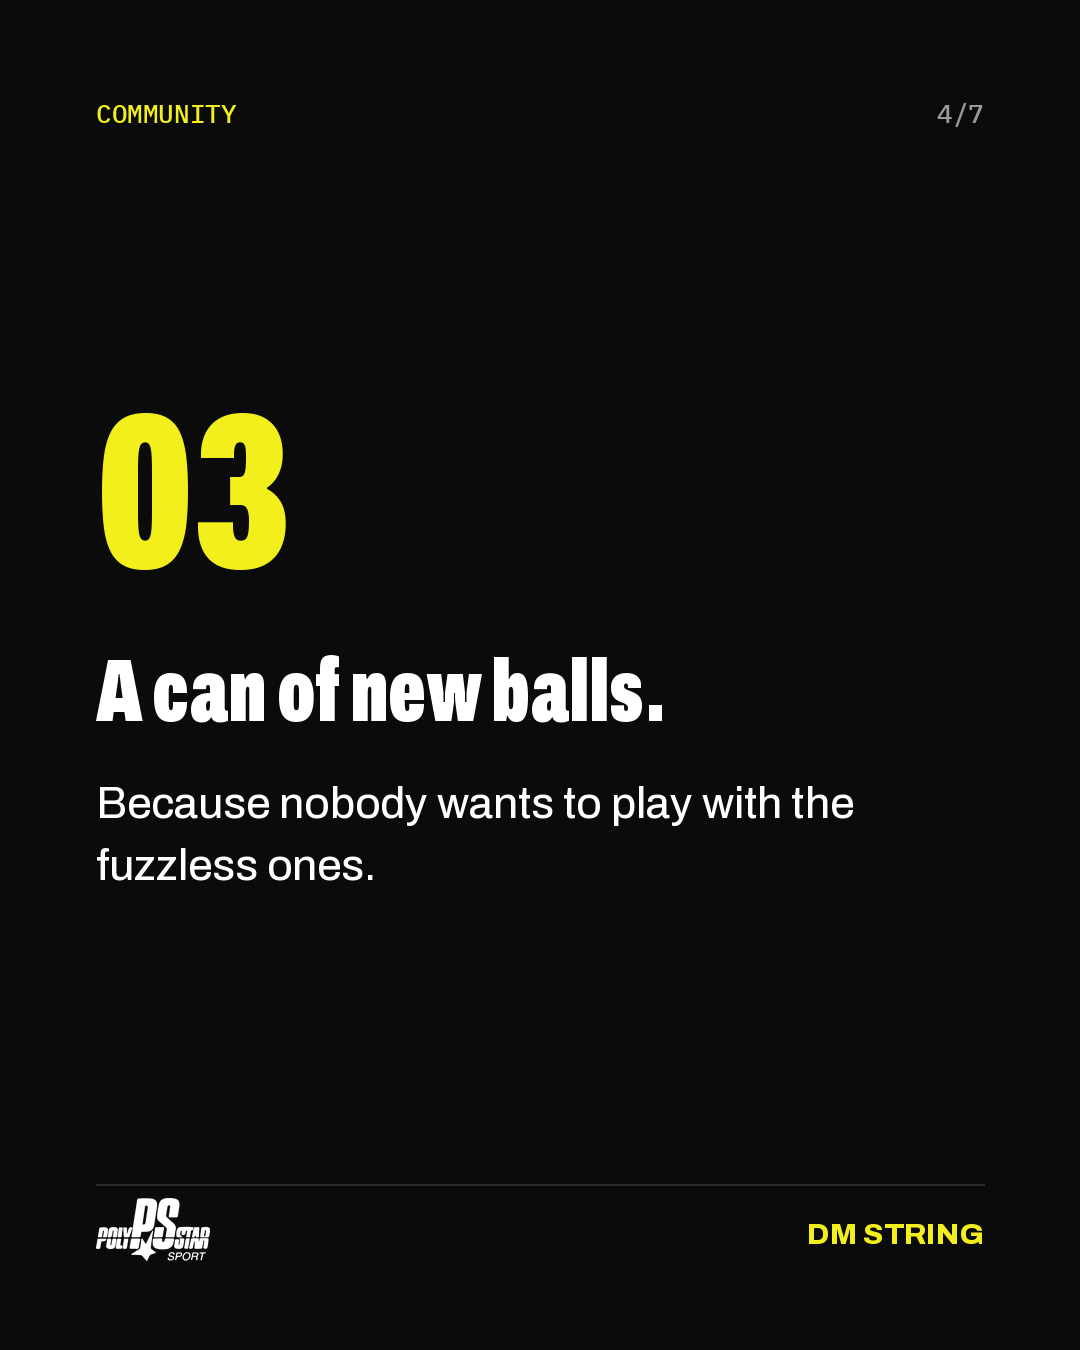 COMMUNITY
4/7
03
A can of new balls.
Because nobody wants to play with the
fuzzless ones.
POLY PS STAR
SPORT
DM STRING